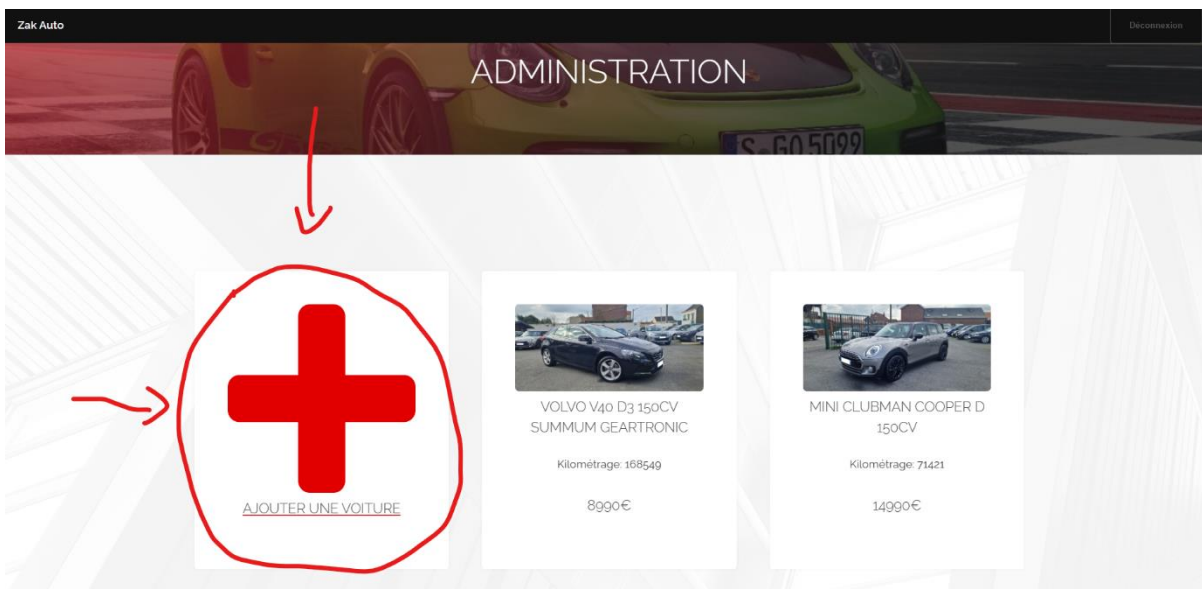 Zak Auto
Déconnexion
ADMINISTRATION
S GO 5099
AJOUTER UNE VOITURE
VOLVO V40 D3 150CV
SUMMUM GEARTRONIC
Kilométrage: 168549
8990€
MINI CLUBMAN COOPER D
150CV
Kilométrage: 71421
14990€